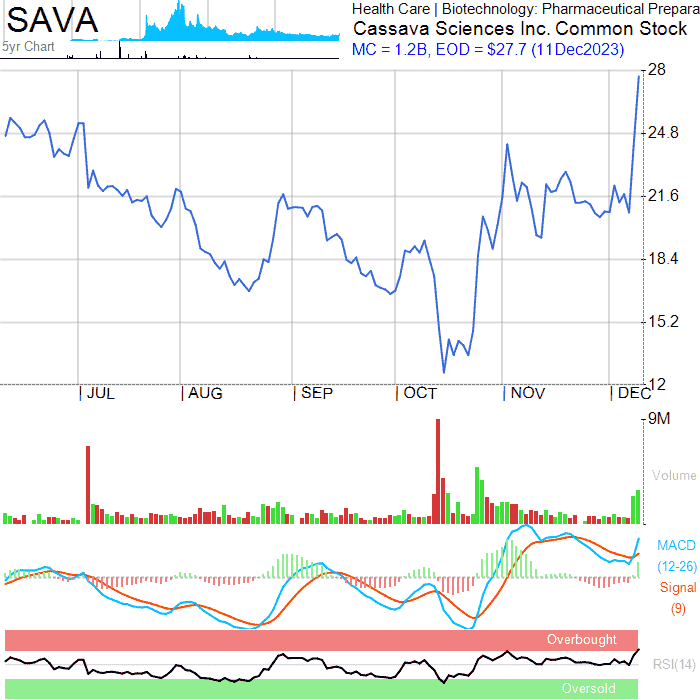 SAVA
Health Care | Biotechnology: Pharmaceutical Prepara
Cassava Sciences Inc. Common Stock
MC = 1.2B, EOD = $27.7 (11Dec2023)
5yr Chart
28
24.8
21.6
18.4
15.2
12
| JUL | AUG | SEP | OCT | NOV | DEC
9M
Volume
MACD
(12-26)
Signal
(9)
Overbought
RSI(14)
Oversold